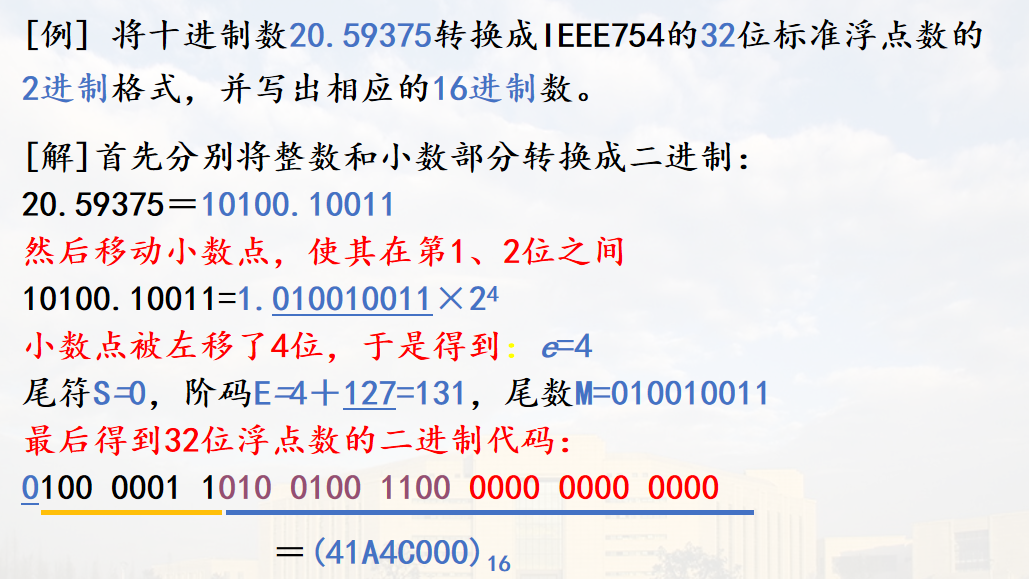 [例] 将十进制数20.59375转换成IEEE754的32位标准浮点数的
2进制格式，并写出相应的16进制数。
[解]首先分别将整数和小数部分转换成二进制：
20.59375＝10100.10011
然后移动小数点，使其在第1、2位之间
10100.10011=1.010010011×2⁴
小数点被左移了4位，于是得到：e=4
尾符S=0，阶码E=4＋127=131，尾数M=010010011
最后得到32位浮点数的二进制代码：
0100 0001 1010 0100 1100 0000 0000 0000
＝(41A4C000)₁₆